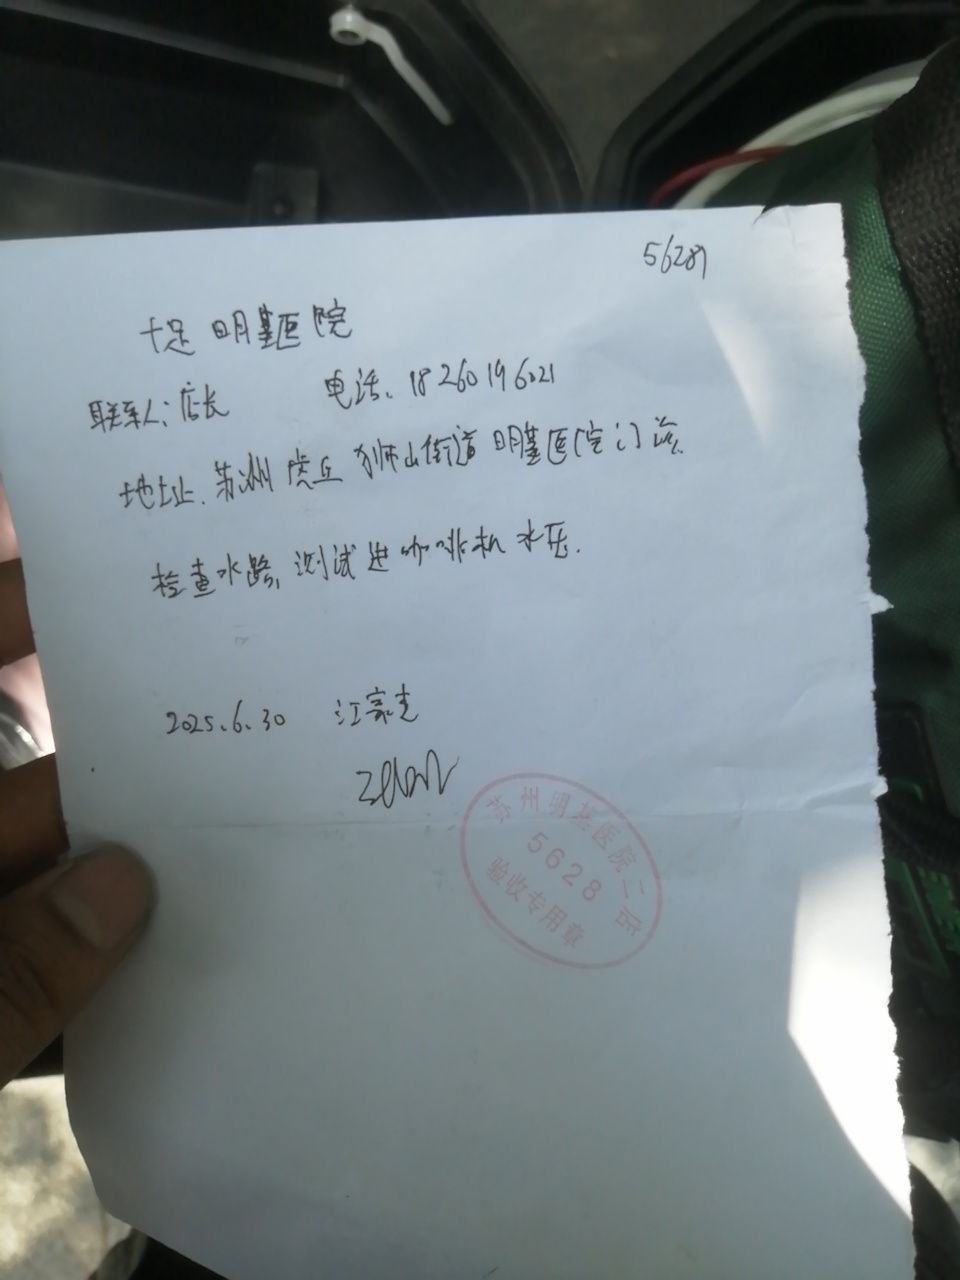 56289
十足 明基医院
联系人：店长 电话、18260196021
地址、苏州 虎丘 狮山街道 明基医院门诊
检查水路，测试进咖啡机水压.
2025.6.30 江豪
苏州明基医院二店
5628
验收专用章